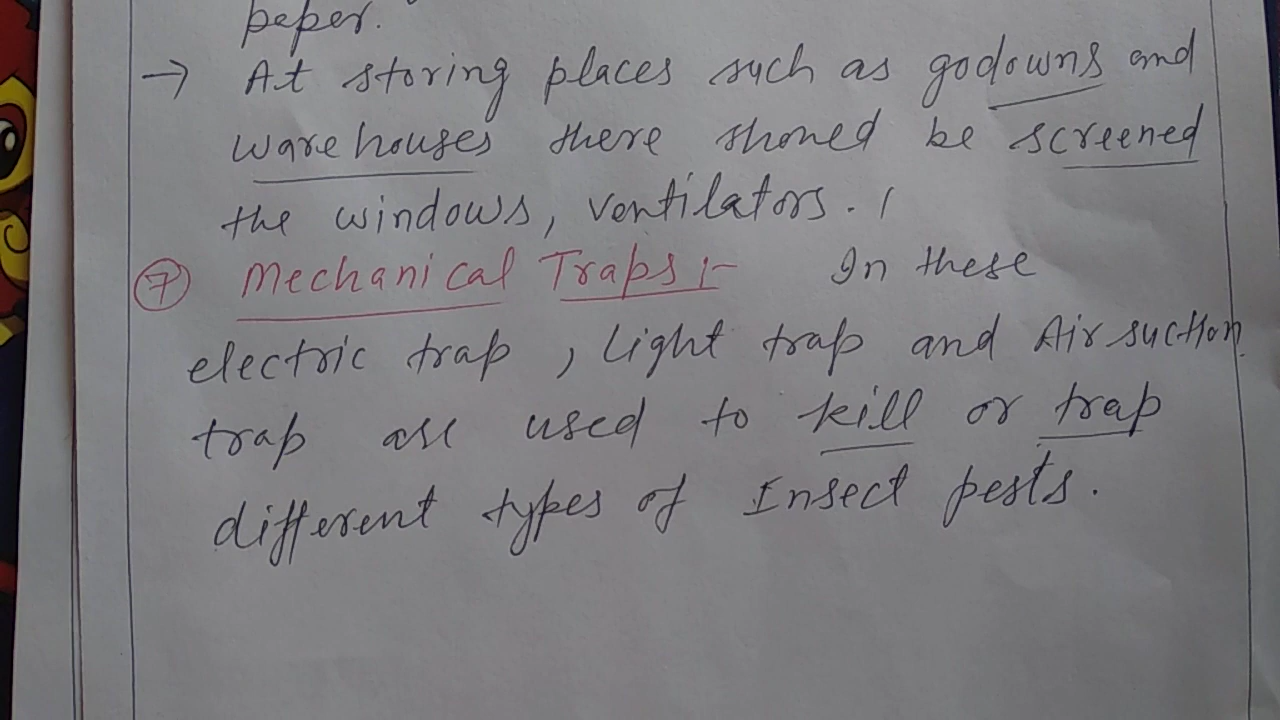 peper.
→ At storing places such as godowns and
warehouses there shoued be screened
the windows, ventilators.
⑦ Mechanical Traps :- In these
electric trap, light trap and Air suction
trap are used to kill or trap
different types of Insect pests.